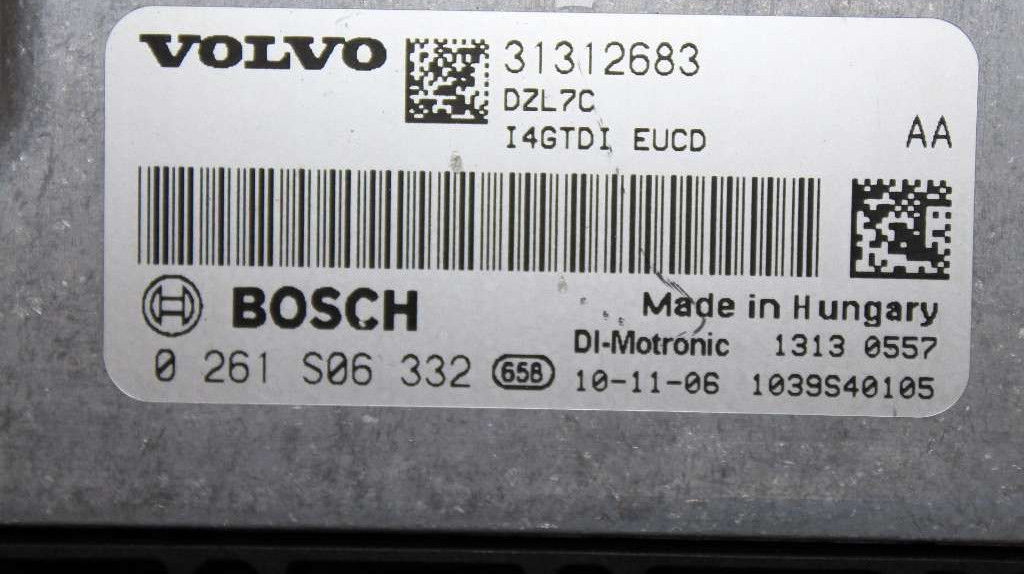 VOLVO 31312683
DZL7C
I4GTDI EUCD AA
BOSCH Made in Hungary
DI-Motronic 1313 0557
0 261 S06 332 658 10-11-06 1039S40105